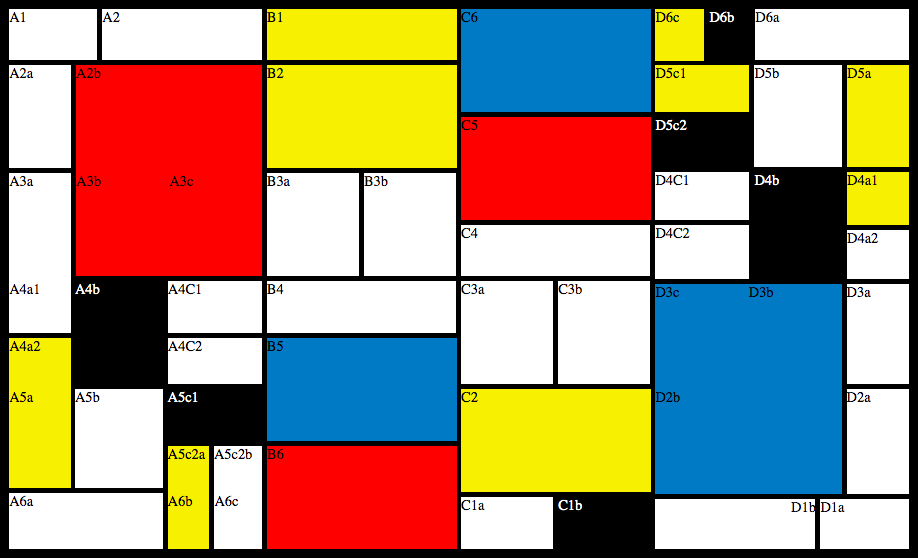 A1 A2 B1 C6 D6c D6b D6a
A2a A2b B2 D5c1 D5b D5a
C5 D5c2
A3a A3b A3c B3a B3b D4C1 D4b D4a1
C4 D4C2 D4a2
A4a1 A4b A4C1 B4 C3a C3b D3c D3b D3a
A4a2 A4C2 B5
A5a A5b A5c1 C2 D2b D2a
A5c2a A5c2b B6
A6a A6b A6c C1a C1b D1b D1a